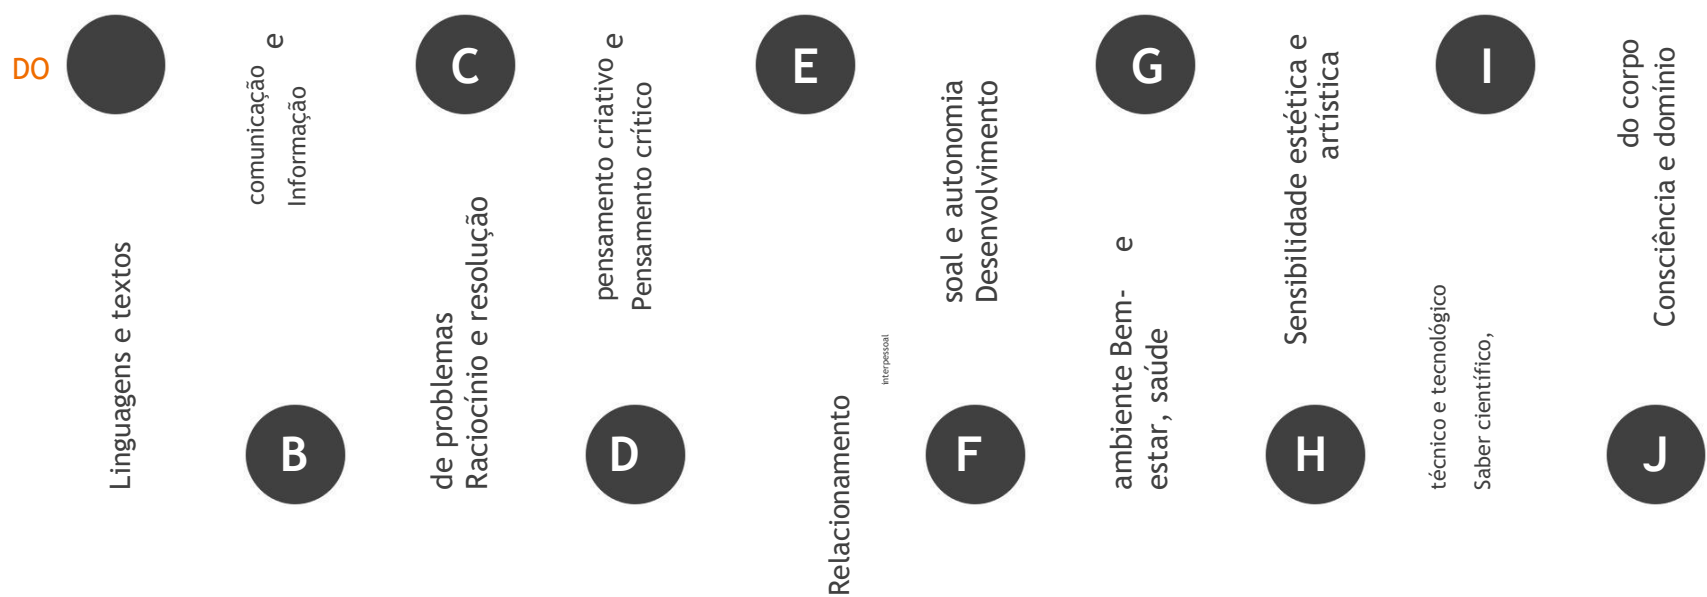 DO
Linguagens e textos
B
comunicação e
Informação
C
de problemas
Raciocínio e resolução
D
pensamento criativo e
Pensamento crítico
E
Relacionamento
interpessoal
F
soal e autonomia
Desenvolvimento
G
ambiente Bem- e
estar, saúde
H
Sensibilidade estética e
artística
I
técnico e tecnológico
Saber científico,
J
do corpo
Consciência e domínio